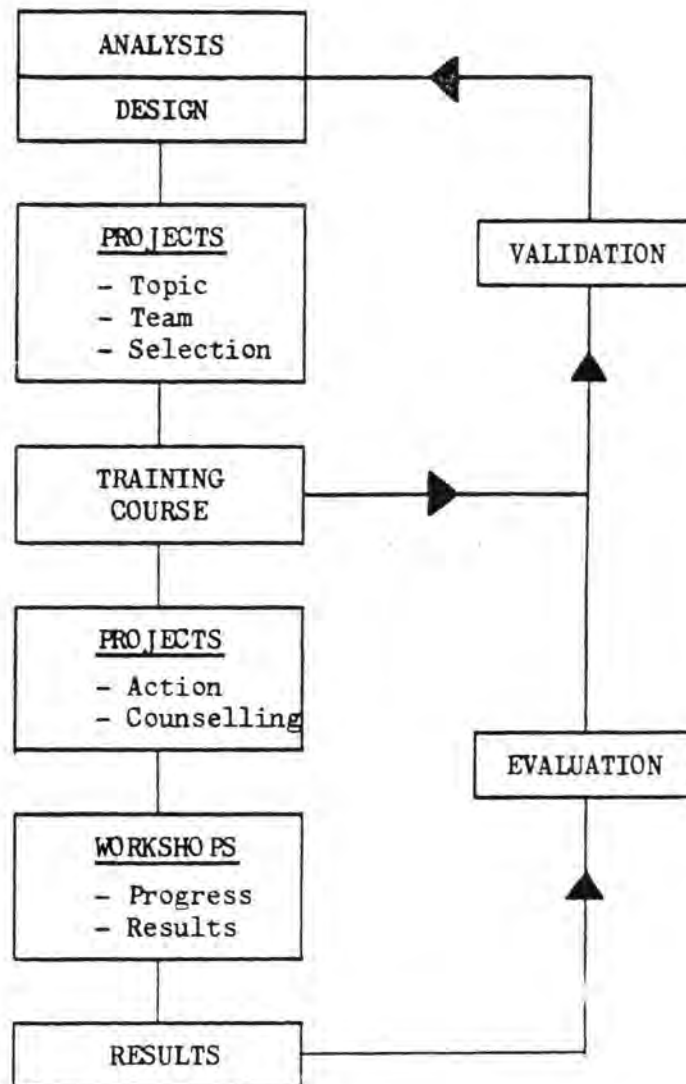 ANALYSIS
DESIGN
PROJECTS
- Topic
- Team
- Selection
VALIDATION
TRAINING
COURSE
PROJECTS
- Action
- Counselling
EVALUATION
WORKSHOPS
- Progress
- Results
RESULTS